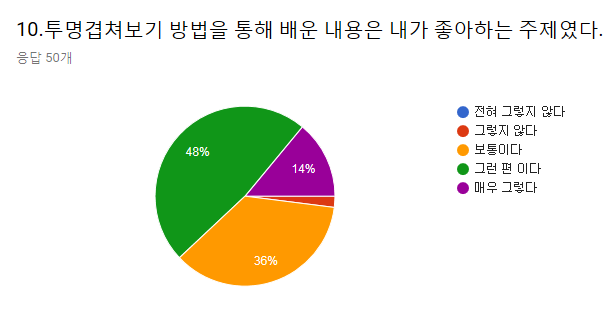 10.투명겹쳐보기 방법을 통해 배운 내용은 내가 좋아하는 주제였다.
응답 50개
전혀 그렇지 않다
그렇지 않다
보통이다
그런 편 이다
매우 그렇다
48%
14%
36%